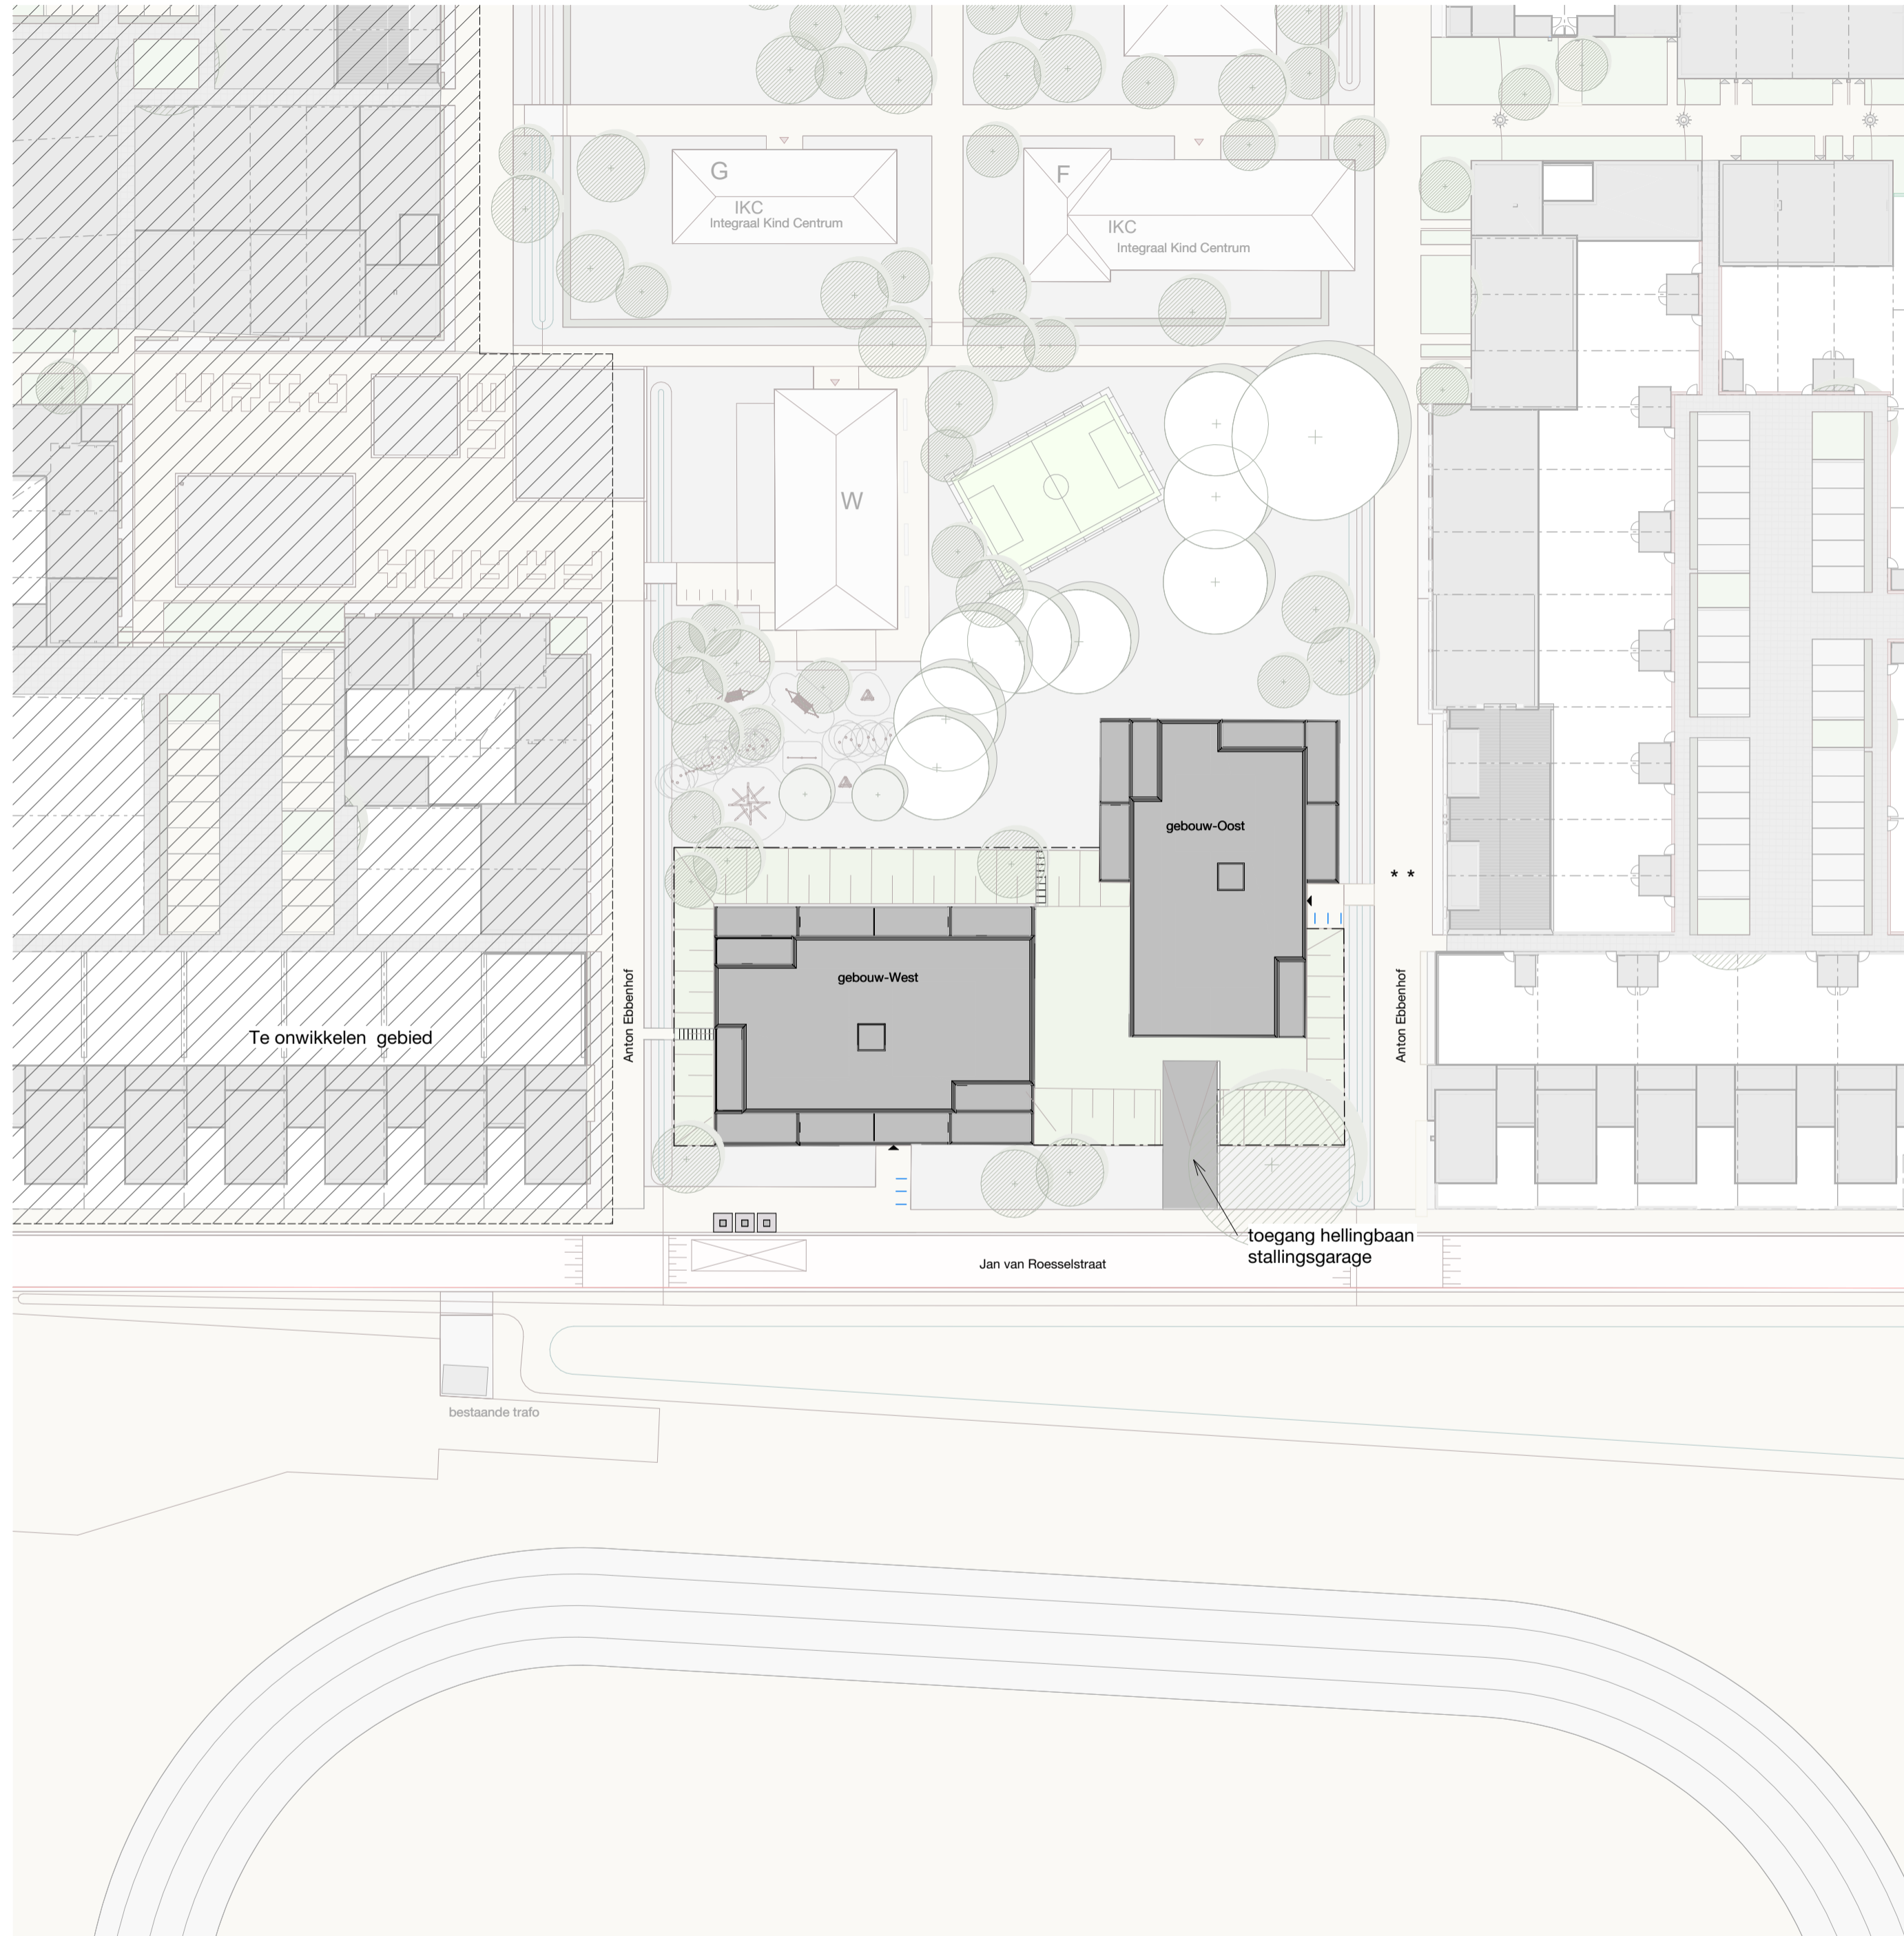 G
IKC
Integraal Kind Centrum
F
IKC
Integraal Kind Centrum
W
gebouw-Oost
* *
gebouw-West
Te onwikkelen gebied
Anton Ebbenhof
Anton Ebbenhof
toegang hellingbaan
stallingsgarage
Jan van Roesselstraat
bestaande trafo